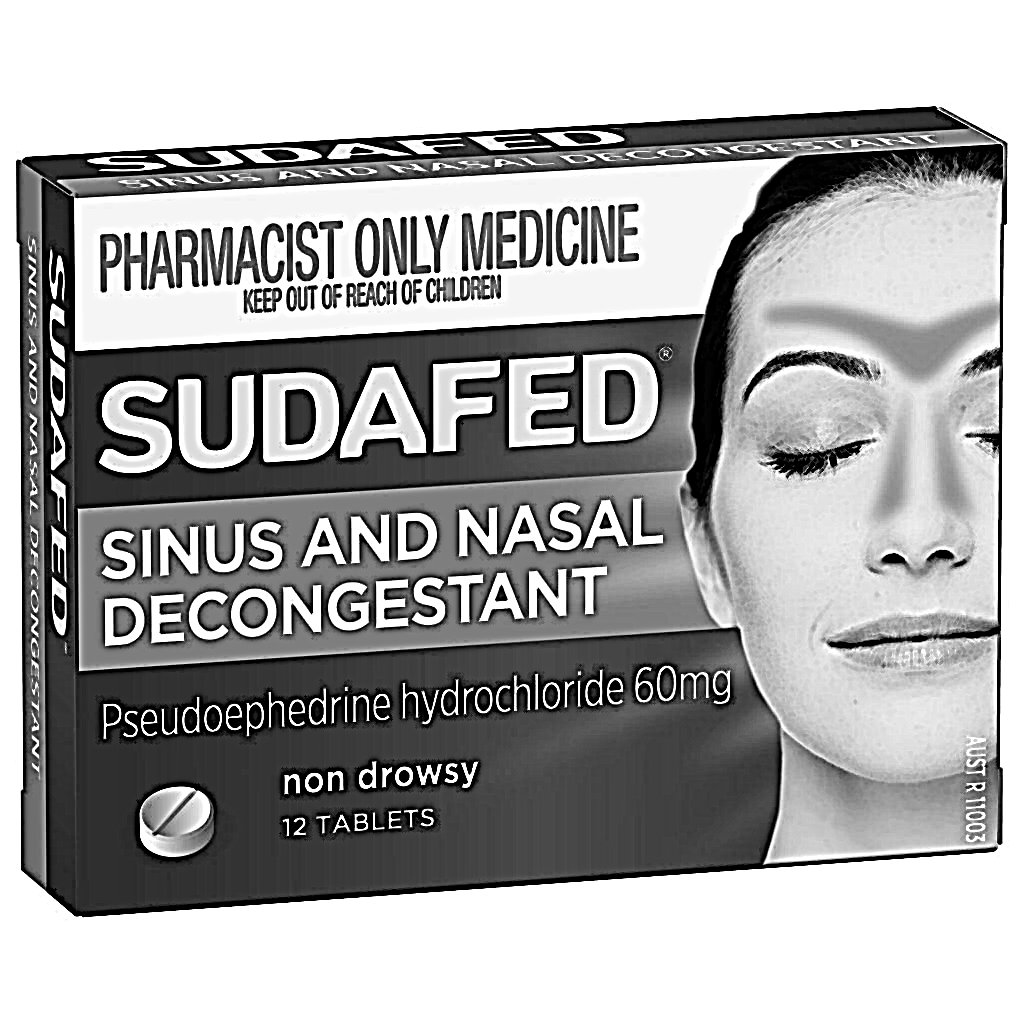 SUDAFED
SINUS AND NASAL DECONGESTANT
PHARMACIST ONLY MEDICINE
KEEP OUT OF REACH OF CHILDREN
SUDAFED®
SINUS AND NASAL
DECONGESTANT
Pseudoephedrine hydrochloride 60mg
non drowsy
12 TABLETS
AUST R 11003
SUDAFED
SINUS AND NASAL DECONGESTANT